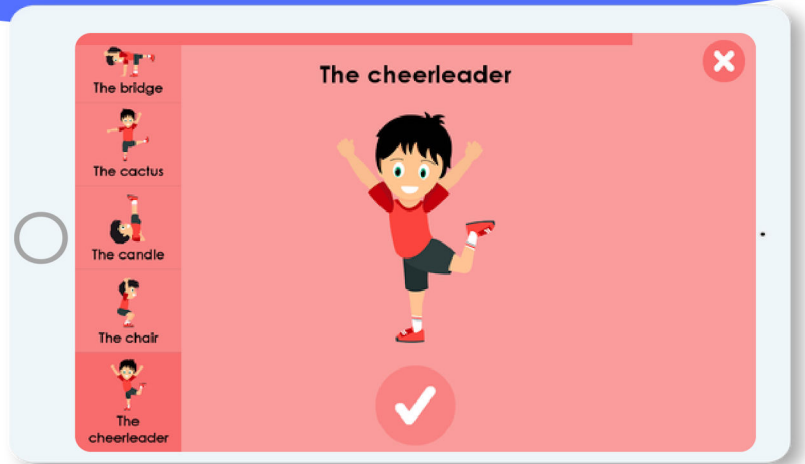 The bridge
The cactus
The candle
The chair
The
cheerleader
The cheerleader